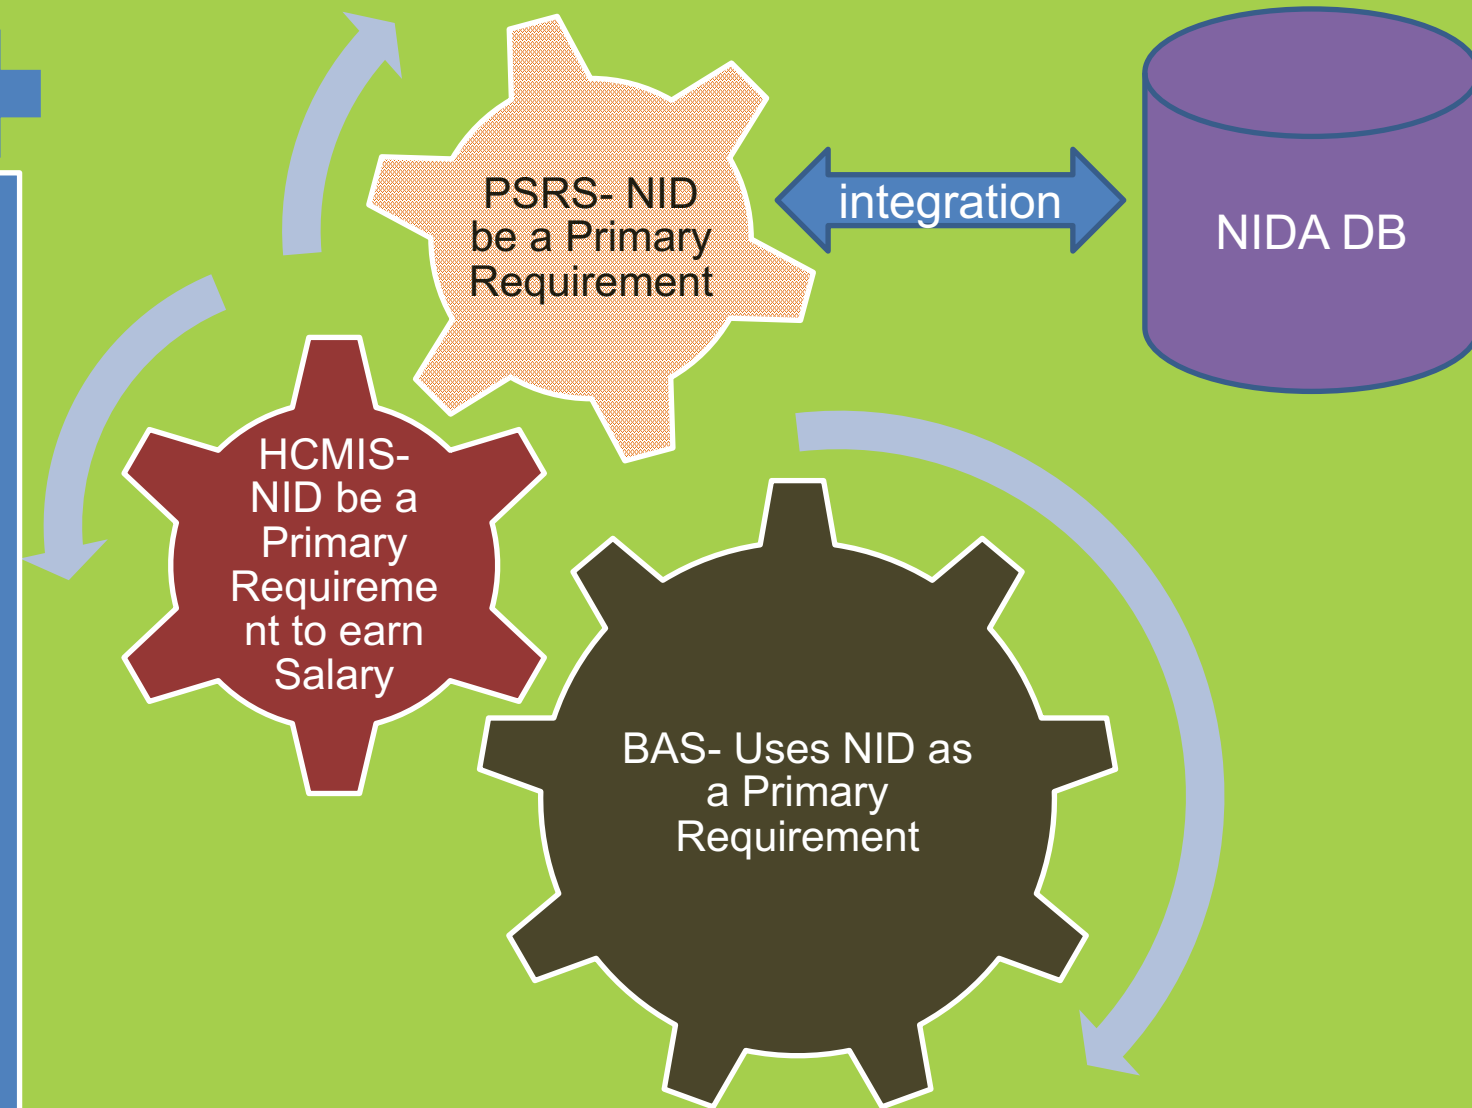 PSRS- NID
be a Primary
Requirement
integration
NIDA DB
HCMIS-
NID be a
Primary
Requireme
nt to earn
Salary
BAS- Uses NID as
a Primary
Requirement